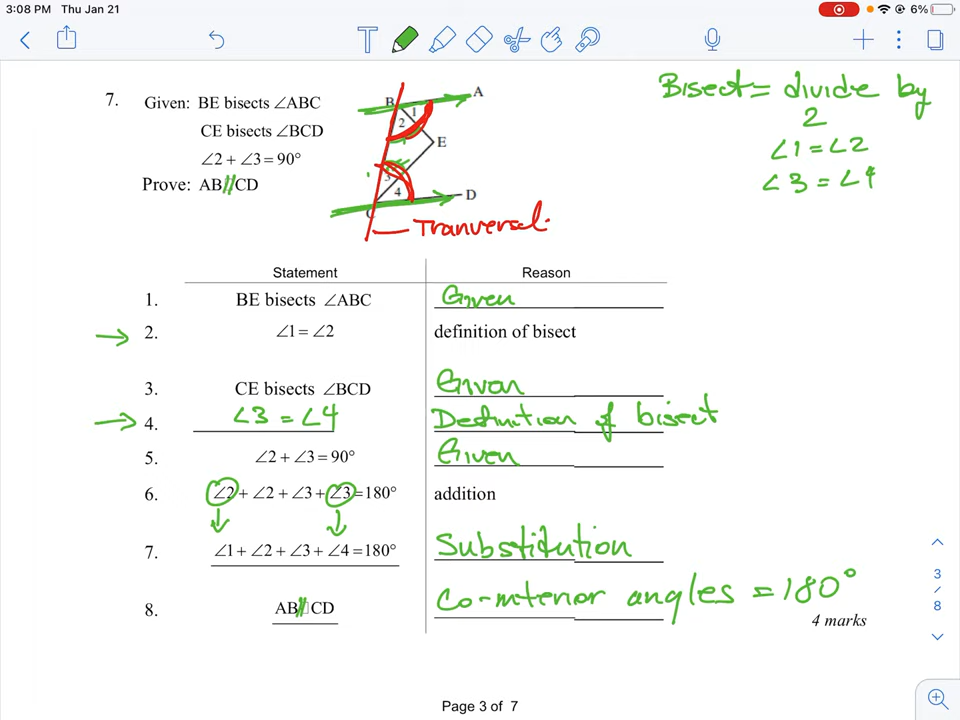 3:08 PM Thu Jan 21
6%
T
7. Given: BE bisects ∠ABC
CE bisects ∠BCD
∠2 + ∠3 = 90°
Prove: AB // CD
B
A
1
2
E
3
4
D
C
Tranversal
Bisect = divide by
2
∠1 = ∠2
∠3 = ∠4
Statement Reason
1. BE bisects ∠ABC Given
2. ∠1 = ∠2 definition of bisect
3. CE bisects ∠BCD Given
4. ∠3 = ∠4 Definition of bisect
5. ∠2 + ∠3 = 90° Given
6. ∠2 + ∠2 + ∠3 + ∠3 = 180° addition
7. ∠1 + ∠2 + ∠3 + ∠4 = 180° Substitution
8. AB // CD Co-interior angles = 180°
4 marks
3
/
8
Page 3 of 7